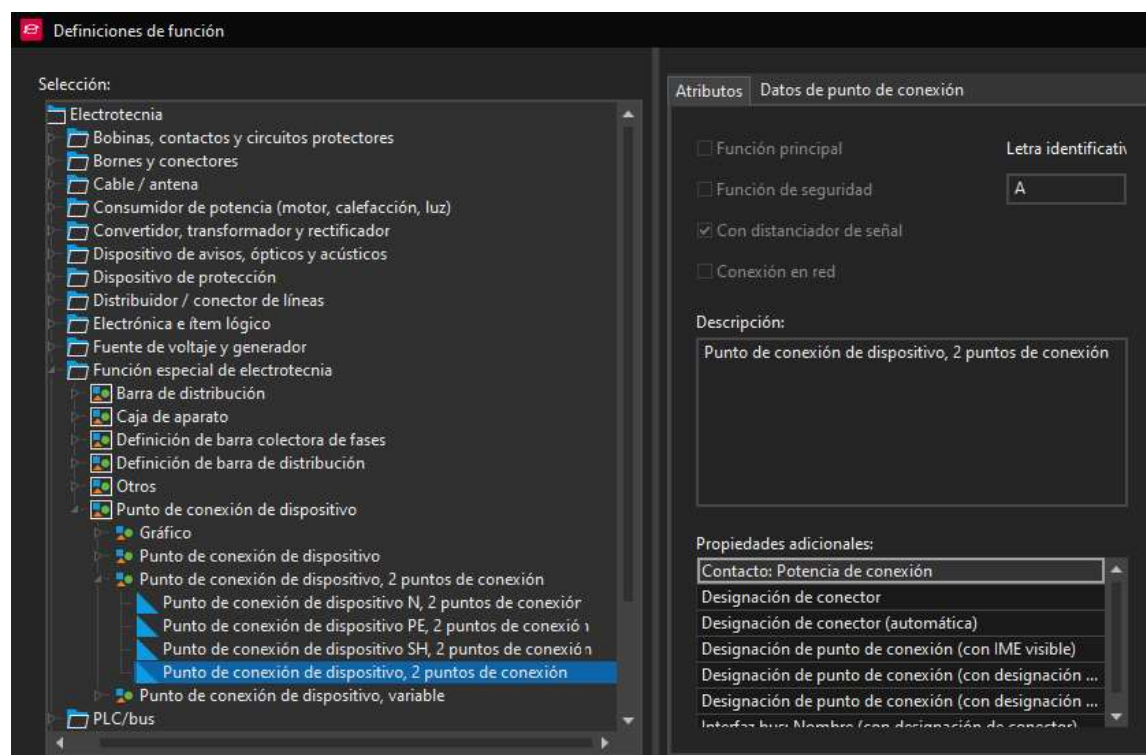 Definiciones de función
Selección:
Electrotecnia
Bobinas, contactos y circuitos protectores
Bornes y conectores
Cable / antena
Consumidor de potencia (motor, calefacción, luz)
Convertidor, transformador y rectificador
Dispositivo de avisos, ópticos y acústicos
Dispositivo de protección
Distribuidor / conector de líneas
Electrónica e ítem lógico
Fuente de voltaje y generador
Función especial de electrotecnia
Barra de distribución
Caja de aparato
Definición de barra colectora de fases
Definición de barra de distribución
Otros
Punto de conexión de dispositivo
Gráfico
Punto de conexión de dispositivo
Punto de conexión de dispositivo, 2 puntos de conexión
Punto de conexión de dispositivo N, 2 puntos de conexiór
Punto de conexión de dispositivo PE, 2 puntos de conexió
Punto de conexión de dispositivo SH, 2 puntos de conexión
Punto de conexión de dispositivo, 2 puntos de conexión
Punto de conexión de dispositivo, variable
PLC/bus
Atributos Datos de punto de conexión
Función principal Letra identificativ
Función de seguridad A
Con distanciador de señal
Conexión en red
Descripción:
Punto de conexión de dispositivo, 2 puntos de conexión
Propiedades adicionales:
Contacto: Potencia de conexión
Designación de conector
Designación de conector (automática)
Designación de punto de conexión (con IME visible)
Designación de punto de conexión (con designación ...
Designación de punto de conexión (con designación ...
Interfaz bus: Nombre (con designación de conector)